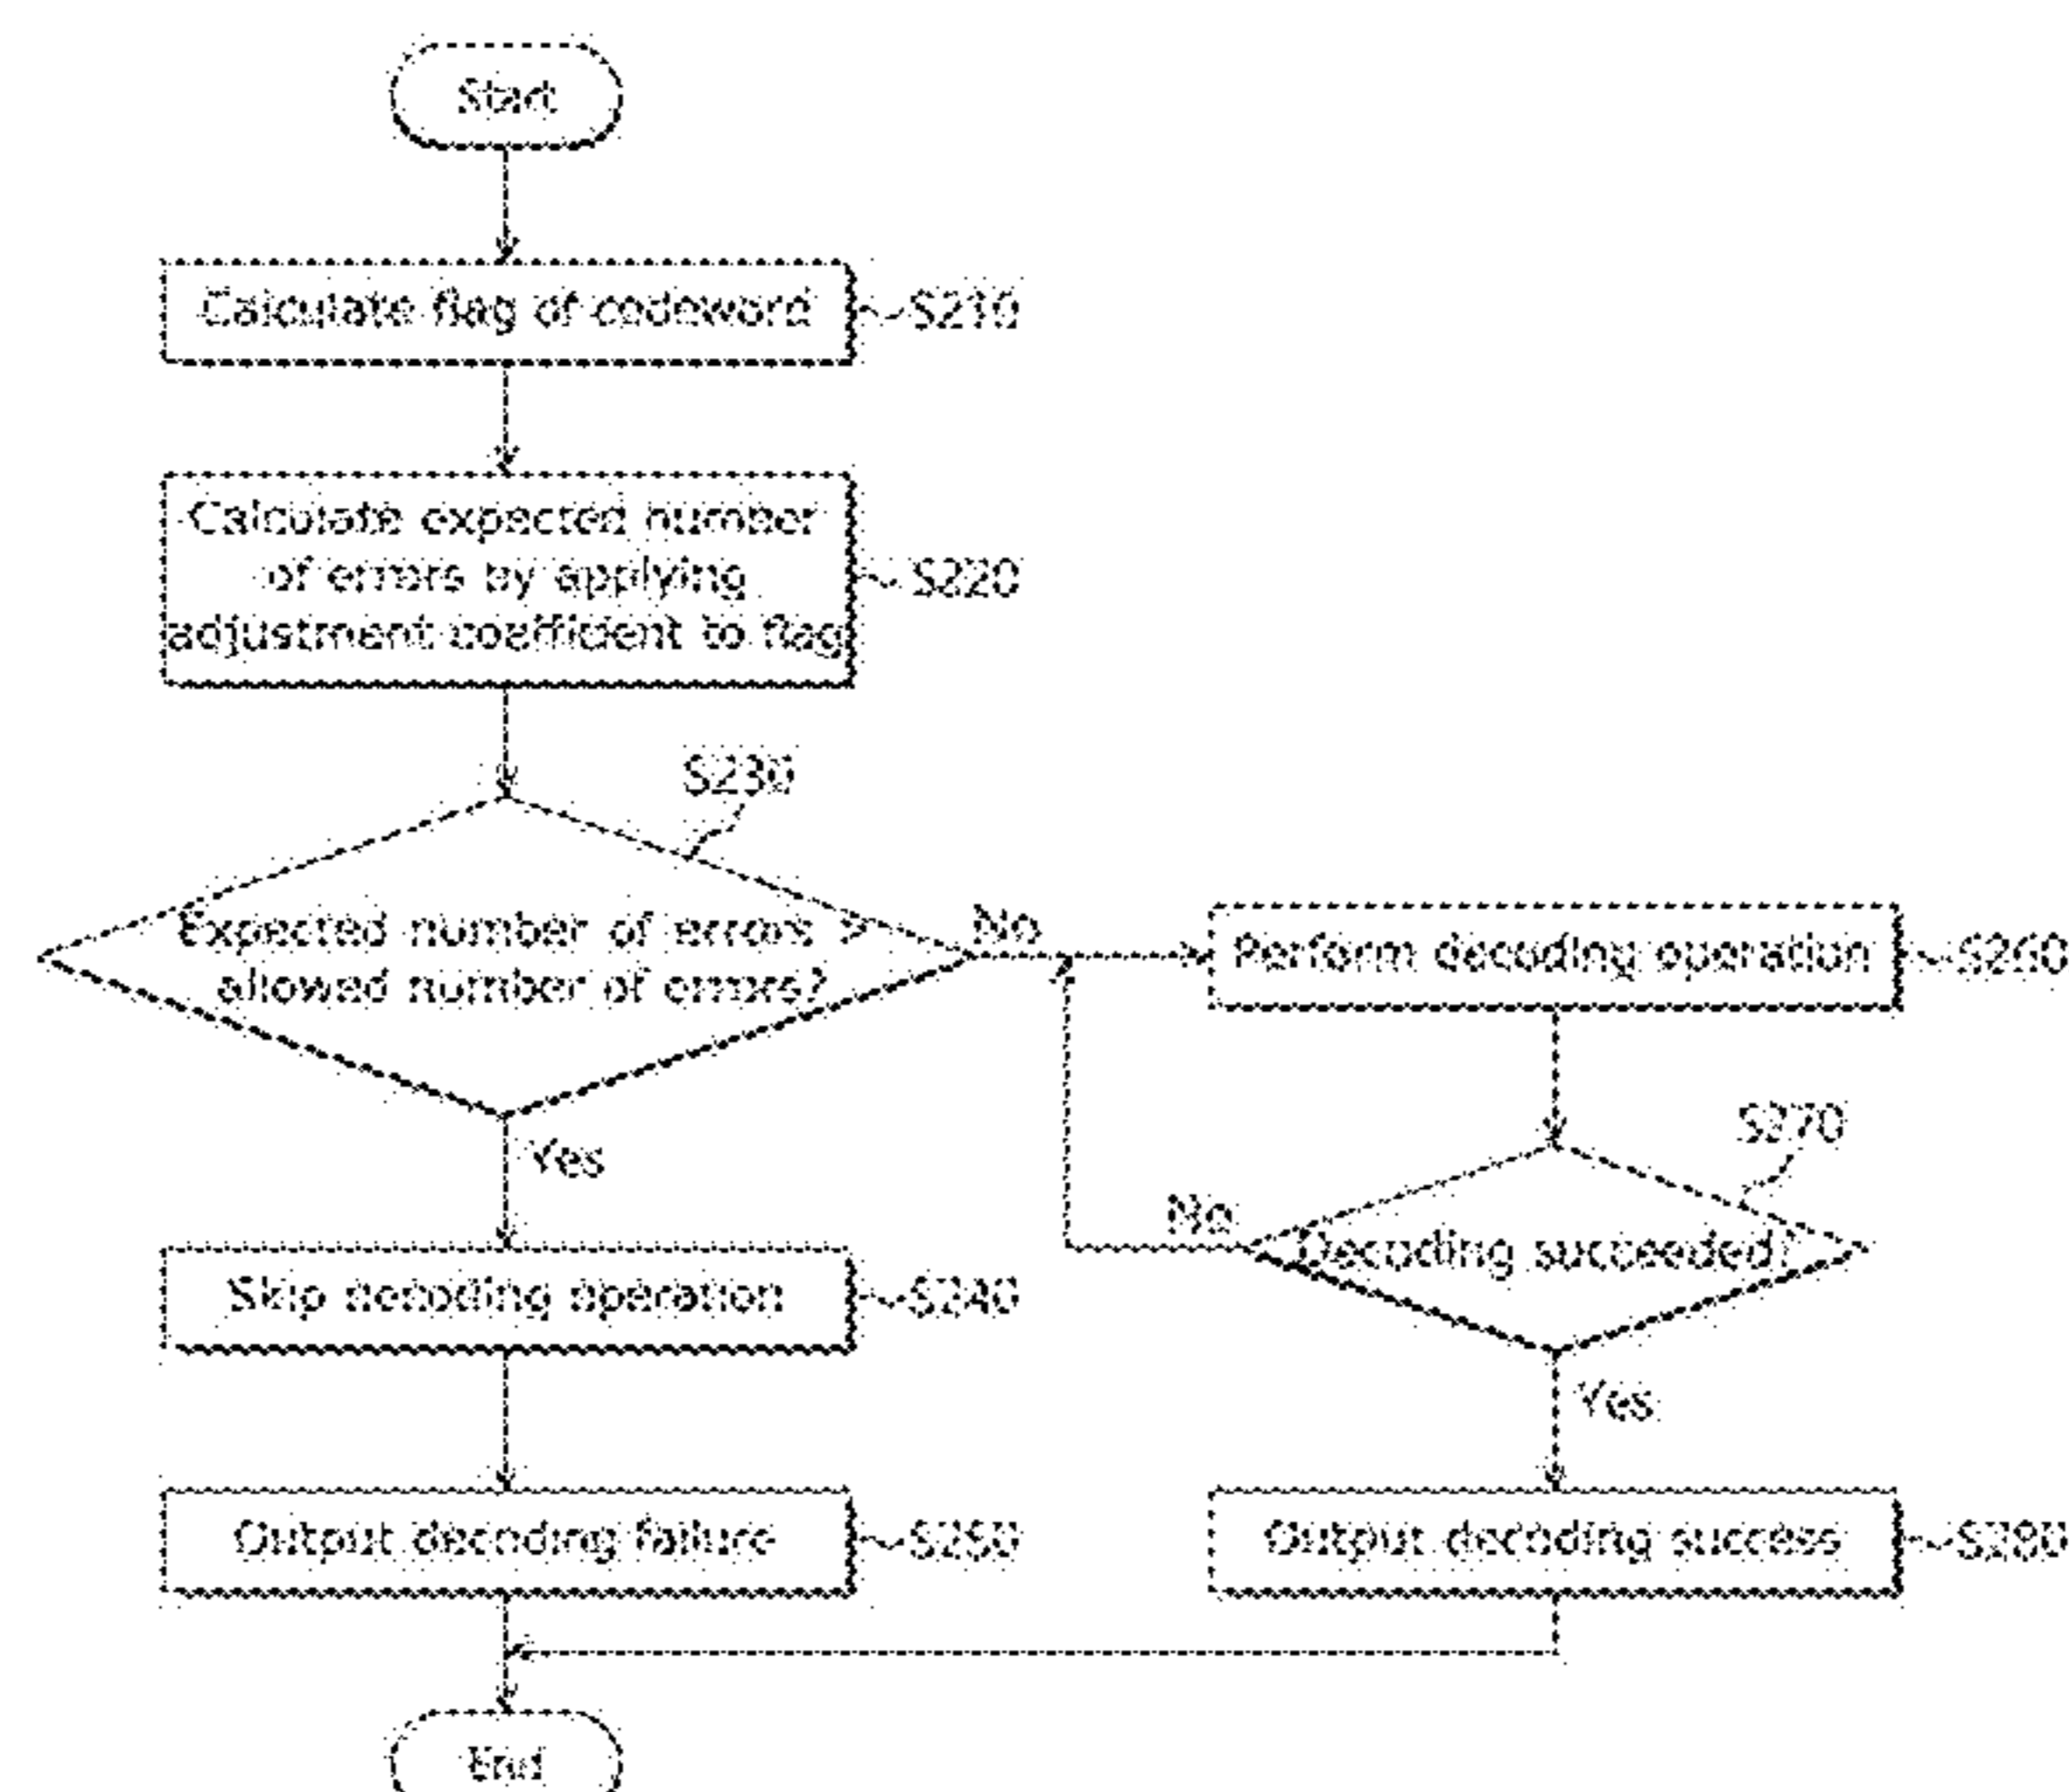 Start
Calculate flag of codeword
S210
Calculate expected number
of errors by applying
adjustment coefficient to flag
S220
S230
Expected number of errors >
allowed number of errors?
No
Yes
Perform decoding operation
S260
S270
Decoding succeeded?
No
Yes
Skip decoding operation
S240
Output decoding failure
S250
Output decoding success
S280
End